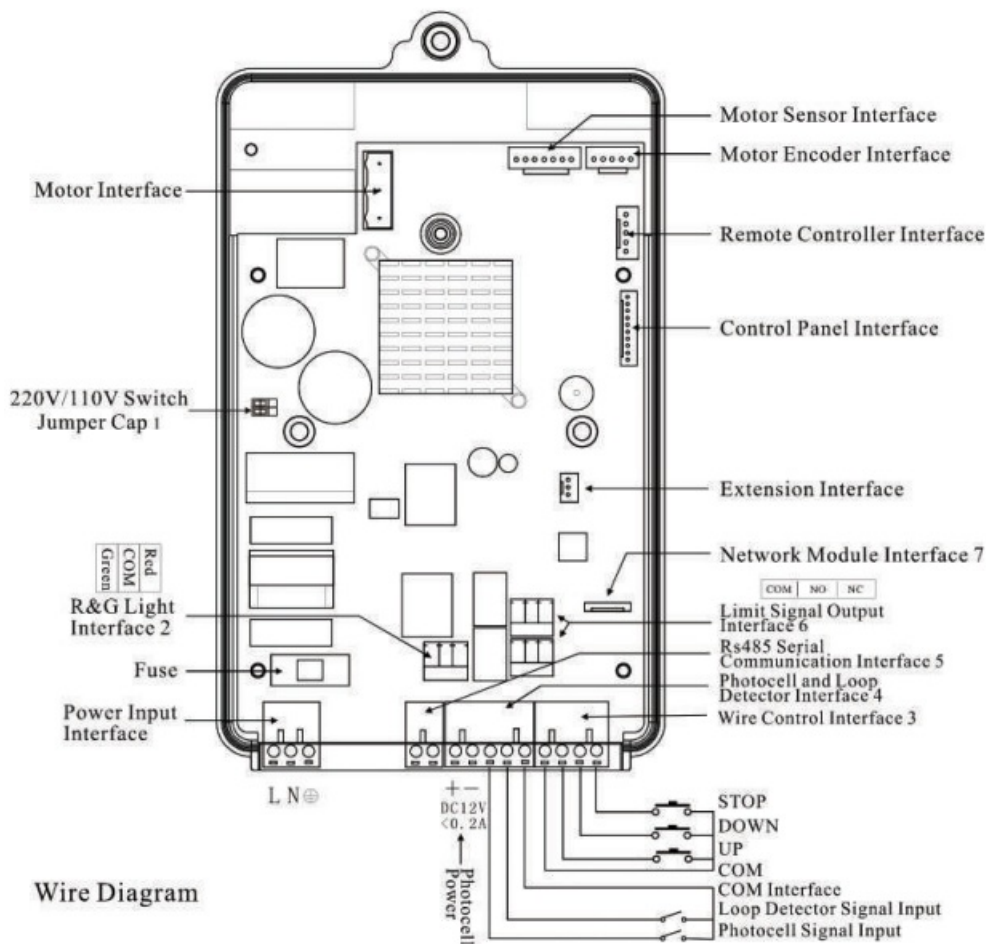 Motor Sensor Interface
Motor Encoder Interface
Motor Interface
Remote Controller Interface
Control Panel Interface
220V/110V Switch
Jumper Cap 1
Extension Interface
Network Module Interface 7
Red
COM
Green
COM NO NC
R&G Light
Interface 2
Limit Signal Output
Interface 6
Rs485 Serial
Communication Interface 5
Fuse
Photocell and Loop
Detector Interface 4
Power Input
Interface
Wire Control Interface 3
L N
+ -
DC12V
<0.2A
Photocell
Power
STOP
DOWN
UP
COM
COM Interface
Loop Detector Signal Input
Photocell Signal Input
Wire Diagram